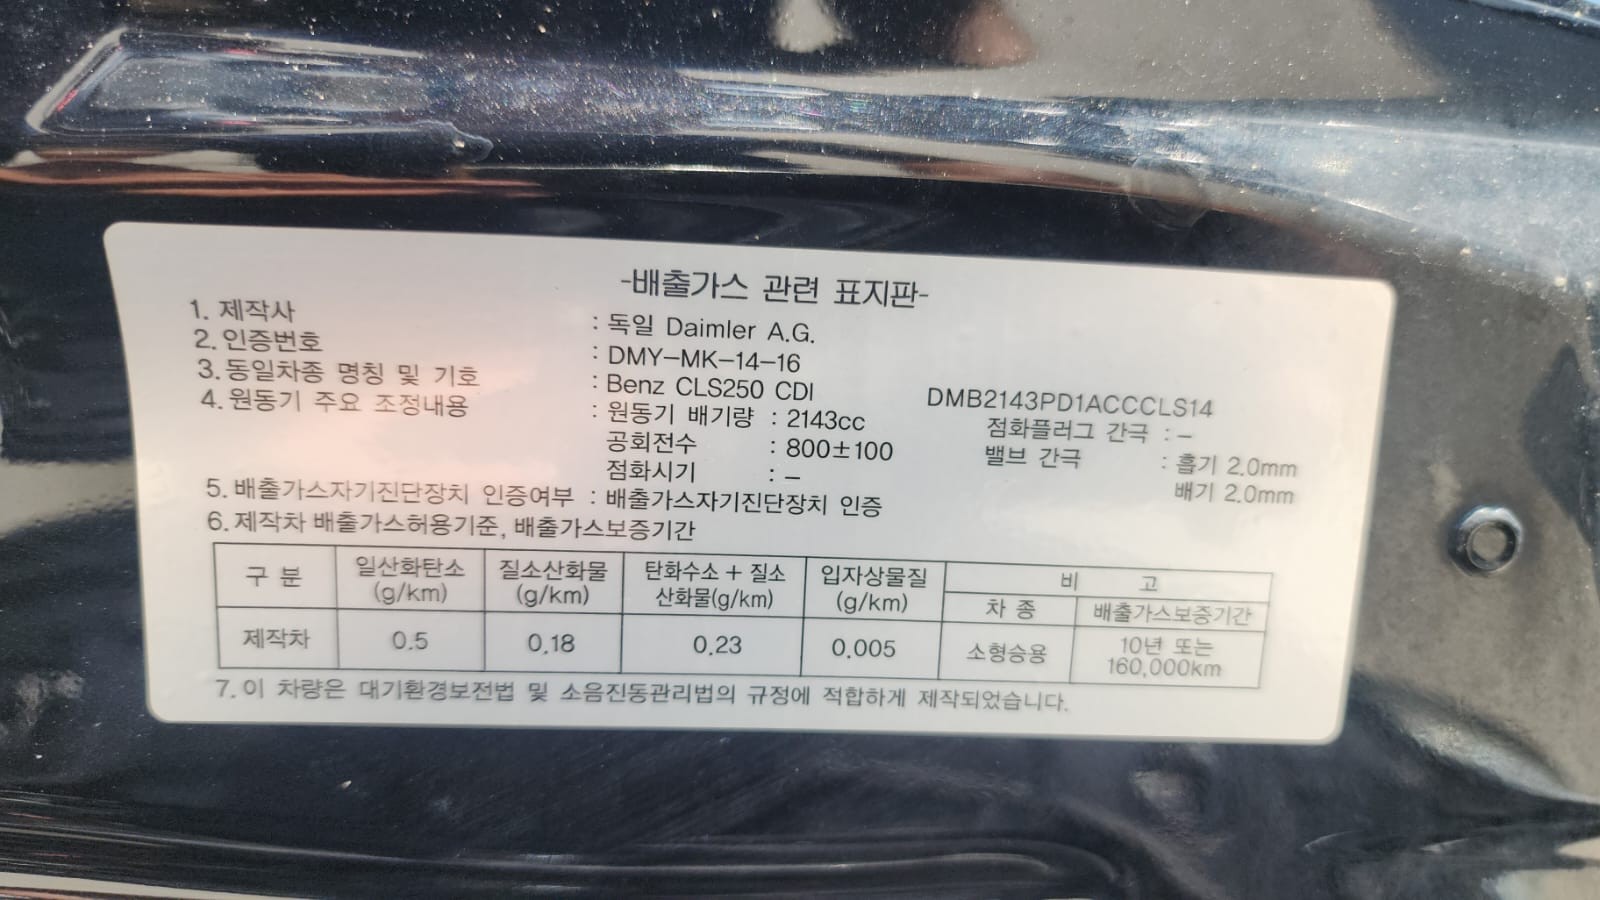 -배출가스 관련 표지판-
1. 제작사 : 독일 Daimler A.G.
2. 인증번호 : DMY-MK-14-16
3. 동일차종 명칭 및 기호 : Benz CLS250 CDI DMB2143PD1ACCCLS14
4. 원동기 주요 조정내용 : 원동기 배기량 : 2143cc 점화플러그 간극 : -
공회전수 : 800±100 밸브 간극 : 흡기 2.0mm
점화시기 : - 배기 2.0mm
5. 배출가스자기진단장치 인증여부 : 배출가스자기진단장치 인증
6. 제작차 배출가스허용기준, 배출가스보증기간
구 분 일산화탄소 (g/km) 질소산화물 (g/km) 탄화수소 + 질소 산화물(g/km) 입자상물질 (g/km) 비 고
차 종 배출가스보증기간
제작차 0.5 0.18 0.23 0.005 소형승용 10년 또는 160,000km
7. 이 차량은 대기환경보전법 및 소음진동관리법의 규정에 적합하게 제작되었습니다.